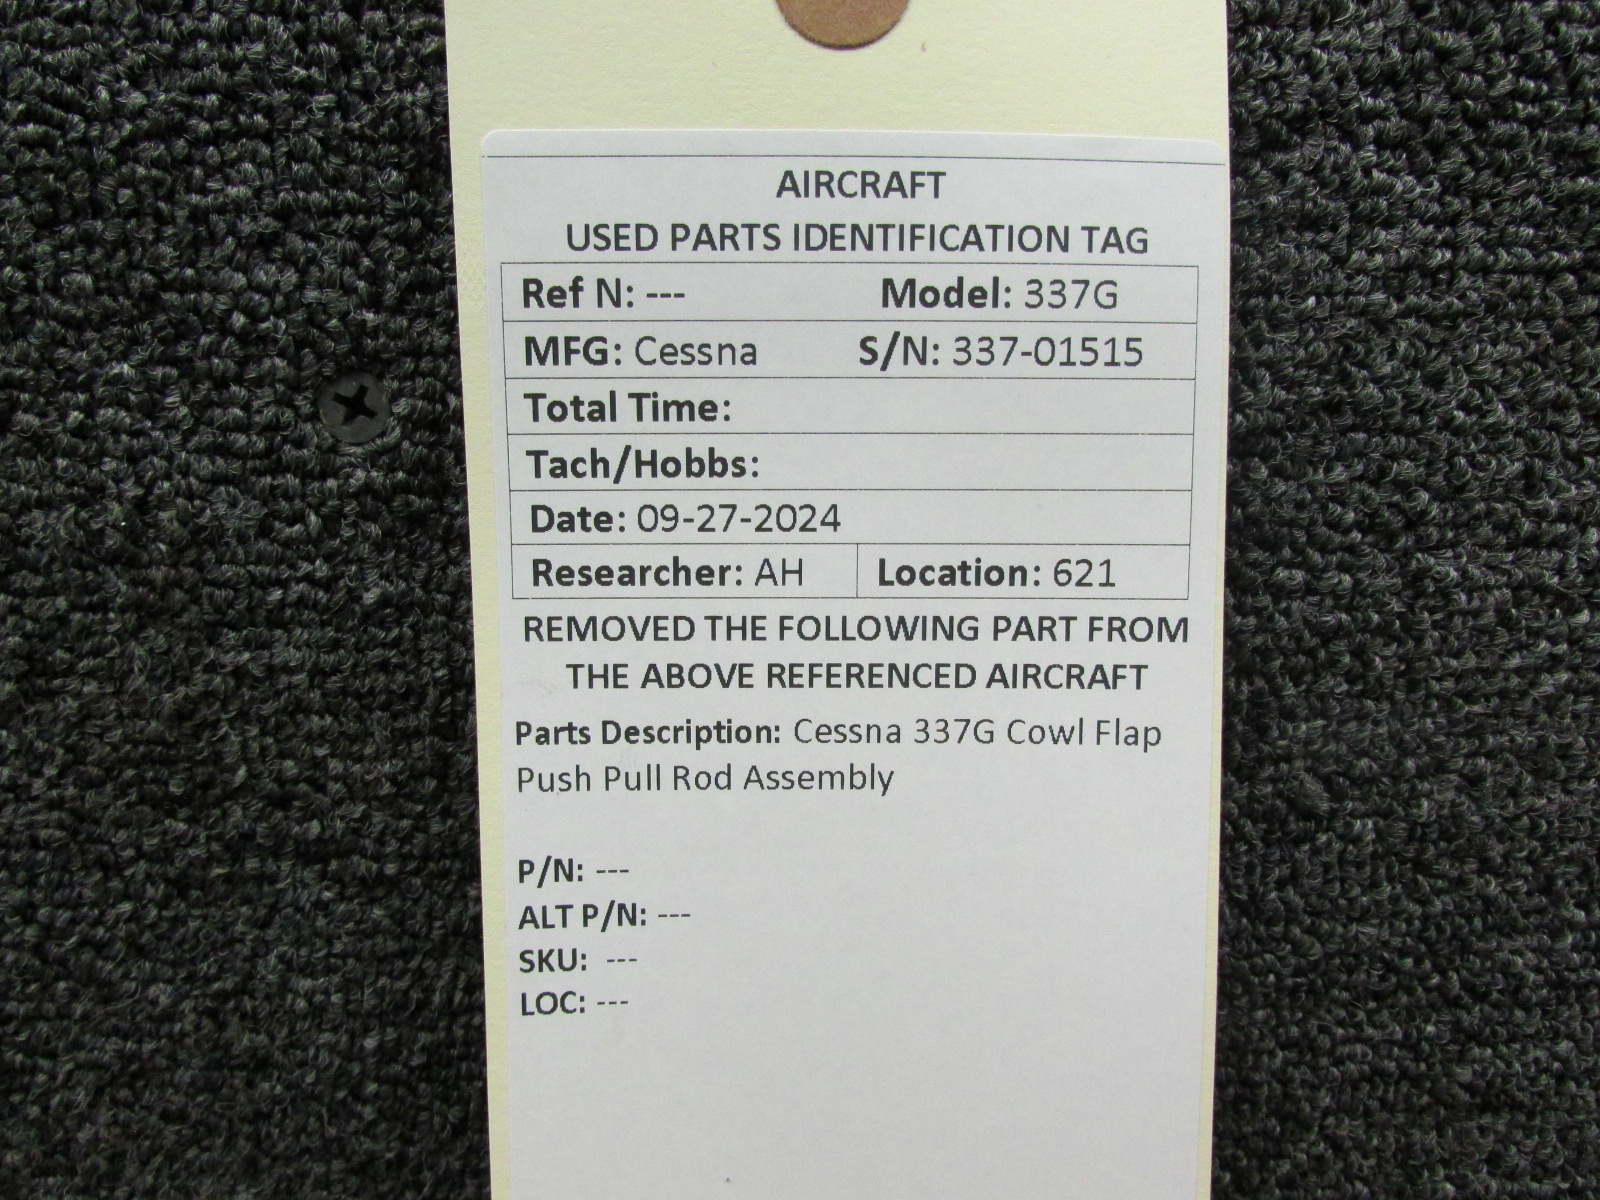 AIRCRAFT
USED PARTS IDENTIFICATION TAG
Ref N: --- Model: 337G
MFG: Cessna S/N: 337-01515
Total Time:
Tach/Hobbs:
Date: 09-27-2024
Researcher: AH Location: 621
REMOVED THE FOLLOWING PART FROM
THE ABOVE REFERENCED AIRCRAFT
Parts Description: Cessna 337G Cowl Flap
Push Pull Rod Assembly
P/N: ---
ALT P/N: ---
SKU: ---
LOC: ---